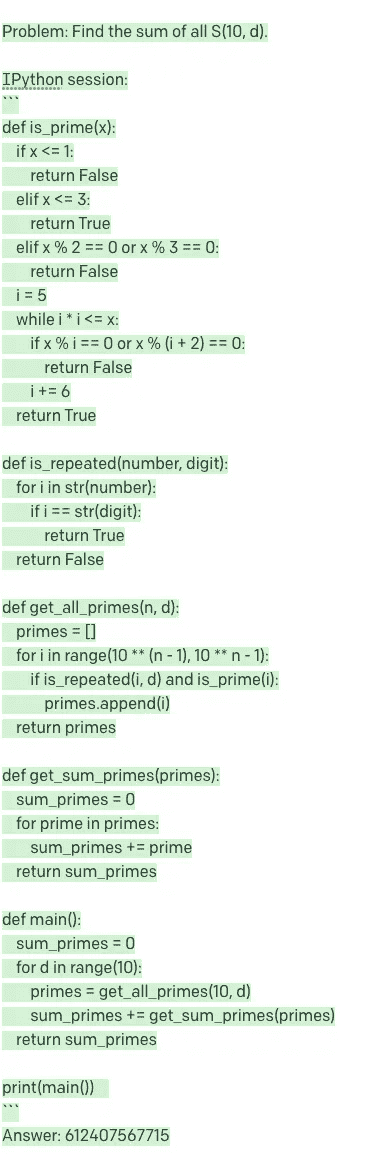 Problem: Find the sum of all S(10, d).

IPython session:
```
def is_prime(x):
    if x <= 1:
        return False
    elif x <= 3:
        return True
    elif x % 2 == 0 or x % 3 == 0:
        return False
    i = 5
    while i * i <= x:
        if x % i == 0 or x % (i + 2) == 0:
            return False
        i += 6
    return True

def is_repeated(number, digit):
    for i in str(number):
        if i == str(digit):
            return True
    return False

def get_all_primes(n, d):
    primes = []
    for i in range(10 ** (n - 1), 10 ** n - 1):
        if is_repeated(i, d) and is_prime(i):
            primes.append(i)
    return primes

def get_sum_primes(primes):
    sum_primes = 0
    for prime in primes:
        sum_primes += prime
    return sum_primes

def main():
    sum_primes = 0
    for d in range(10):
        primes = get_all_primes(10, d)
        sum_primes += get_sum_primes(primes)
    return sum_primes

print(main())
```
Answer: 612407567715